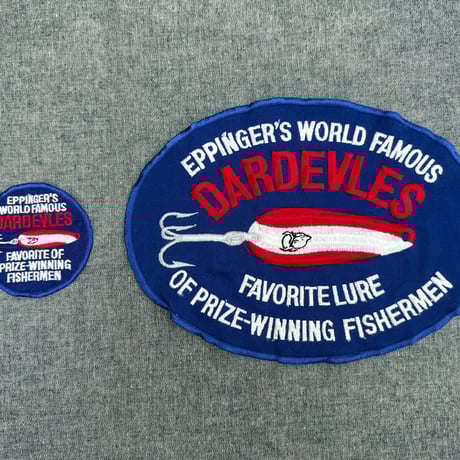 EPPINGER'S
WORLD FAMOUS
DARDEVLES
FAVORITE OF
PRIZE-WINNING
FISHERMEN
EPPINGER'S WORLD FAMOUS
DARDEVLES
FAVORITE LURE
OF PRIZE-WINNING FISHERMEN